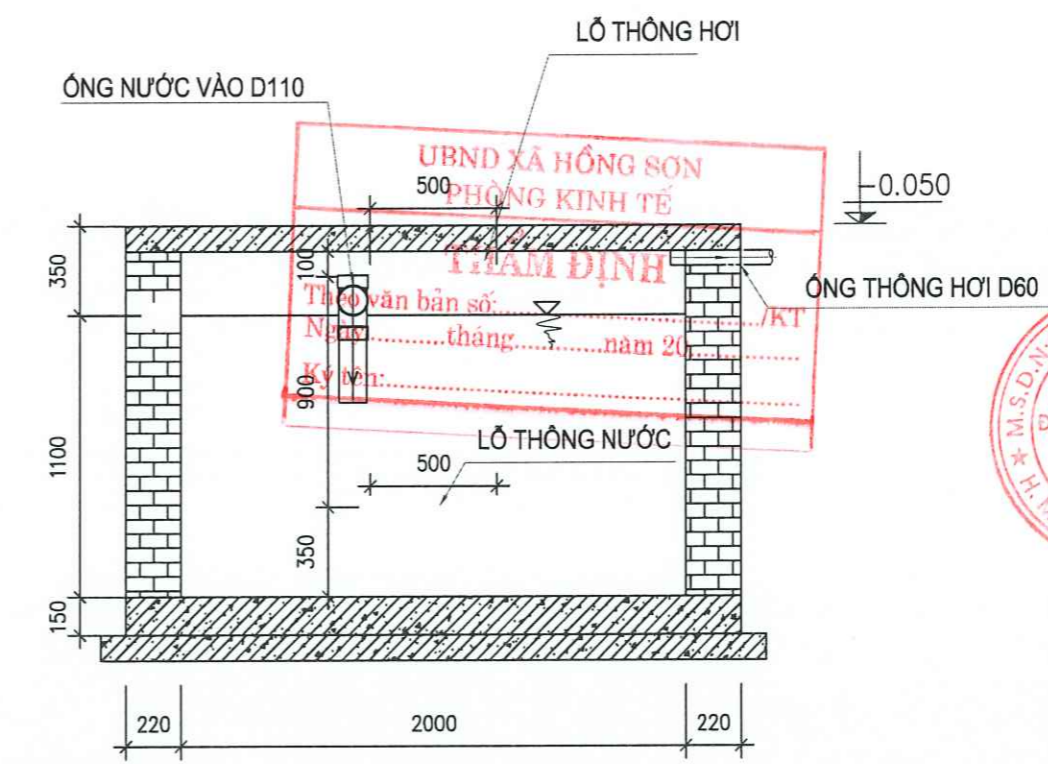 LỖ THÔNG HƠI
ỐNG NƯỚC VÀO D110
UBND XÃ HỒNG SƠN
PHÒNG KINH TẾ
500
-0.050
THẨM ĐỊNH
350
100
ỐNG THÔNG HƠI D60
Theo văn bản số:............/KT
Ngày............tháng............năm 20............
Ký tên:............
900
LỖ THÔNG NƯỚC
500
1100
350
150
220
2000
220
M.S.D.N: